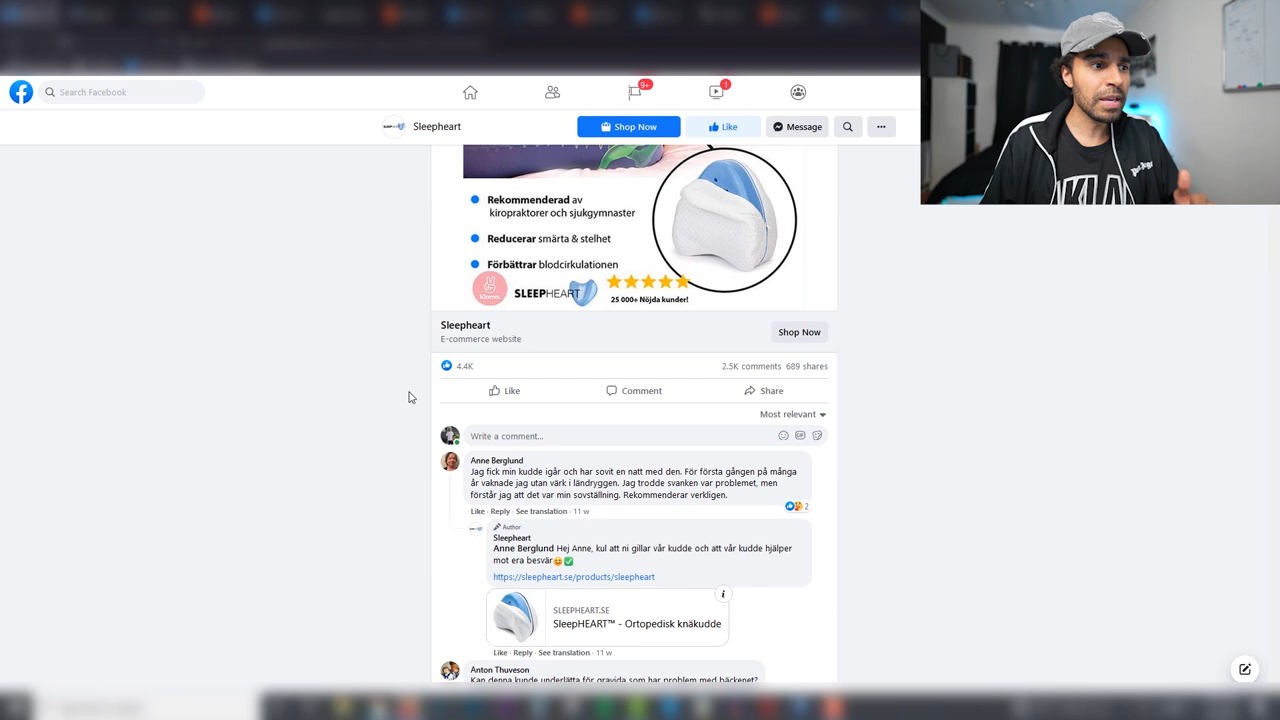 Search Facebook
9+
1
Sleepheart
Shop Now
Like
Message
Rekommenderad av
kiropraktorer och sjukgymnaster
Reducerar smärta & stelhet
Förbättrar blodcirkulationen
Klarna.
SLEEPHEART
25 000+ Nöjda kunder!
Sleepheart
E-commerce website
Shop Now
4.4K
2.5K comments 689 shares
Like
Comment
Share
Most relevant
Write a comment...
GIF
Anne Berglund
Jag fick min kudde igår och har sovit en natt med den. För första gången på många
år vaknade jag utan värk i ländryggen. Jag trodde svanken var problemet, men
förstår jag att det var min sovställning. Rekommenderar verkligen.
2
Like · Reply · See translation · 11 w
Author
Sleepheart
Anne Berglund Hej Anne, kul att ni gillar vår kudde och att vår kudde hjälper
mot era besvär😊✅
https://sleepheart.se/products/sleepheart
SLEEPHEART.SE
SleepHEART™ - Ortopedisk knäkudde
Like · Reply · See translation · 11 w
Anton Thuveson
Kan denna kunde underlätta för gravida som har problem med bäckenet?